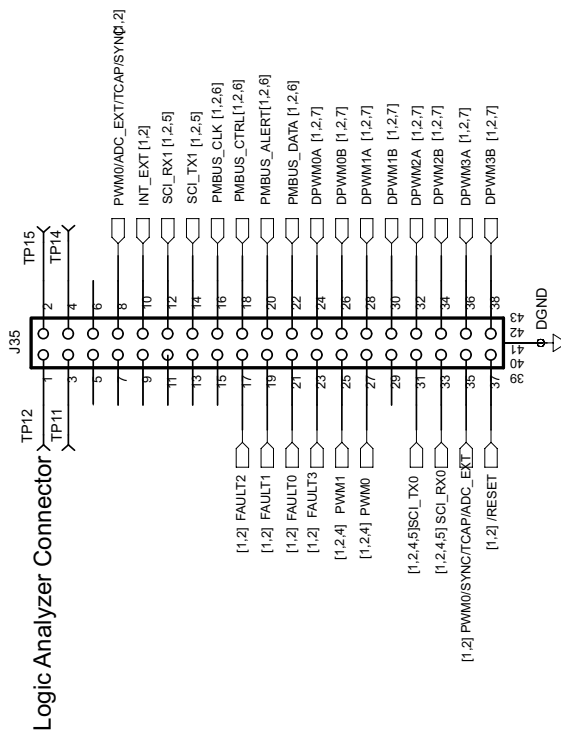 Logic Analyzer Connector
J35
TP12
TP11
TP15
TP14
1 2
3 4
5 6
7 8 PWM0/ADC_EXT/TCAP/SYNC[1,2]
9 10 INT_EXT [1,2]
11 12 SCI_RX1 [1,2,5]
13 14 SCI_TX1 [1,2,5]
15 16 PMBUS_CLK [1,2,6]
[1,2] FAULT2 17 18 PMBUS_CTRL[1,2,6]
[1,2] FAULT1 19 20 PMBUS_ALERT[1,2,6]
[1,2] FAULT0 21 22 PMBUS_DATA [1,2,6]
[1,2] FAULT3 23 24 DPWM0A [1,2,7]
[1,2,4] PWM1 25 26 DPWM0B [1,2,7]
[1,2,4] PWM0 27 28 DPWM1A [1,2,7]
29 30 DPWM1B [1,2,7]
[1,2,4,5]SCI_TX0 31 32 DPWM2A [1,2,7]
[1,2,4,5] SCI_RX0 33 34 DPWM2B [1,2,7]
[1,2] PWM0/SYNC/TCAP/ADC_EXT 35 36 DPWM3A [1,2,7]
[1,2] /RESET 37 38 DPWM3B [1,2,7]
39 40 41 42 43
DGND